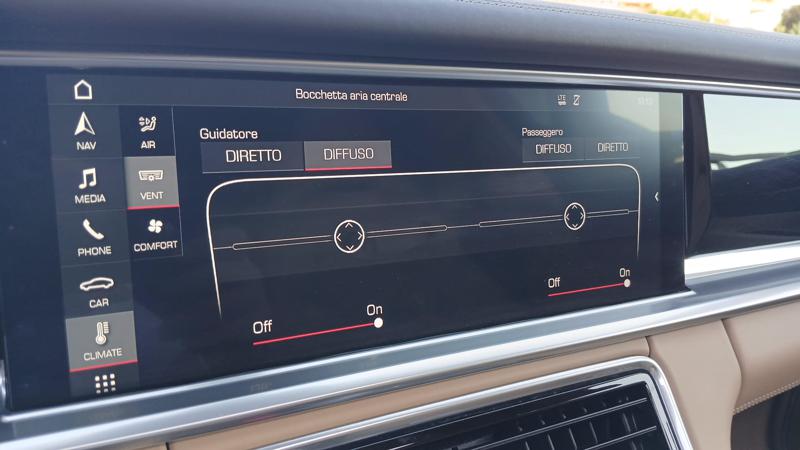 Bocchetta aria centrale
LTE
NAV
AIR
Guidatore
Passeggero
DIRETTO
DIFFUSO
DIFFUSO
DIRETTO
MEDIA
VENT
PHONE
COMFORT
CAR
Off
On
Off
On
CLIMATE